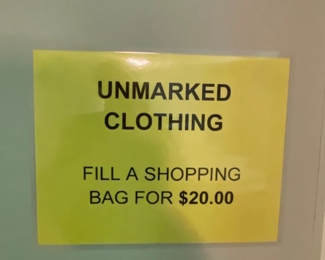 UNMARKED
CLOTHING
FILL A SHOPPING
BAG FOR $20.00